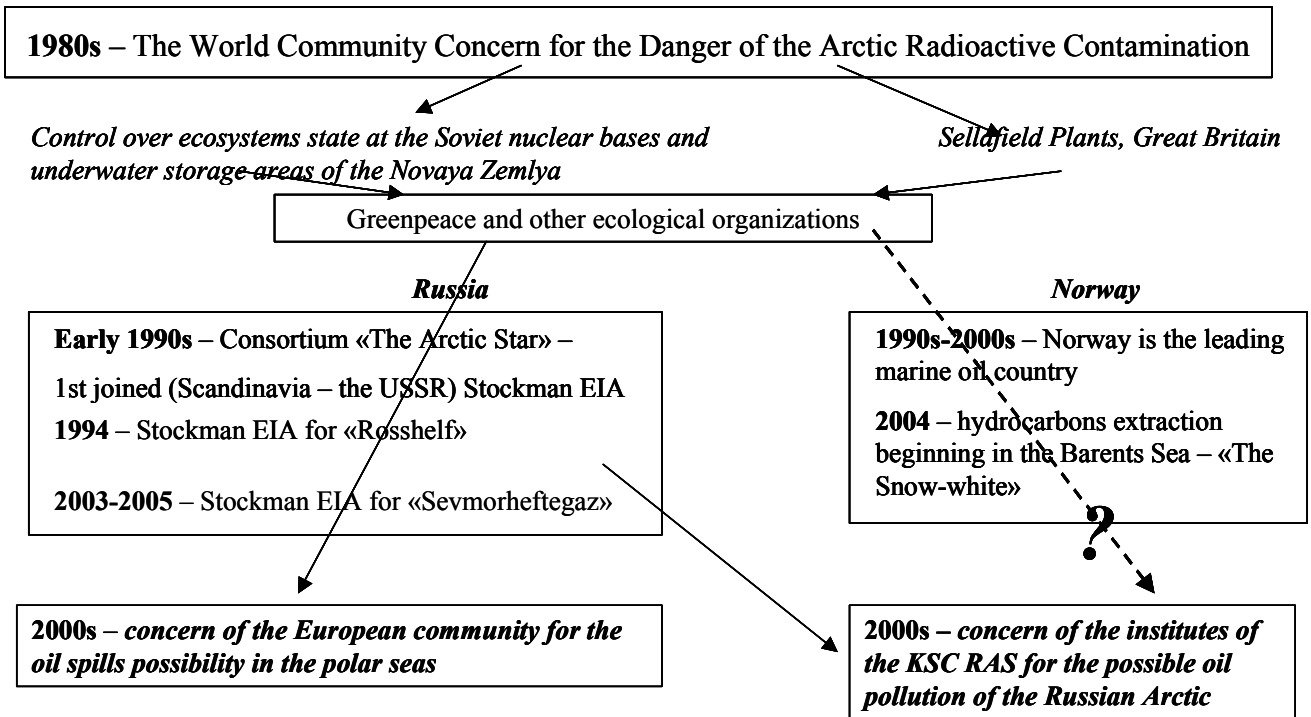 1980s – The World Community Concern for the Danger of the Arctic Radioactive Contamination
Control over ecosystems state at the Soviet nuclear bases and
underwater storage areas of the Novaya Zemlya
Sellafield Plants, Great Britain
Greenpeace and other ecological organizations
Russia
Early 1990s – Consortium «The Arctic Star» –
1st joined (Scandinavia – the USSR) Stockman EIA
1994 – Stockman EIA for «Rosshelf»
2003-2005 – Stockman EIA for «Sevmorheftegaz»
Norway
1990s-2000s – Norway is the leading
marine oil country
2004 – hydrocarbons extraction
beginning in the Barents Sea – «The
Snow-white»
?
2000s – concern of the European community for the
oil spills possibility in the polar seas
2000s – concern of the institutes of
the KSC RAS for the possible oil
pollution of the Russian Arctic